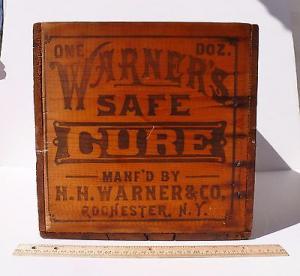 ONE DOZ.
WARNER'S
SAFE
CURE
MANF'D BY
H.H. WARNER & CO.
ROCHESTER, N.Y.